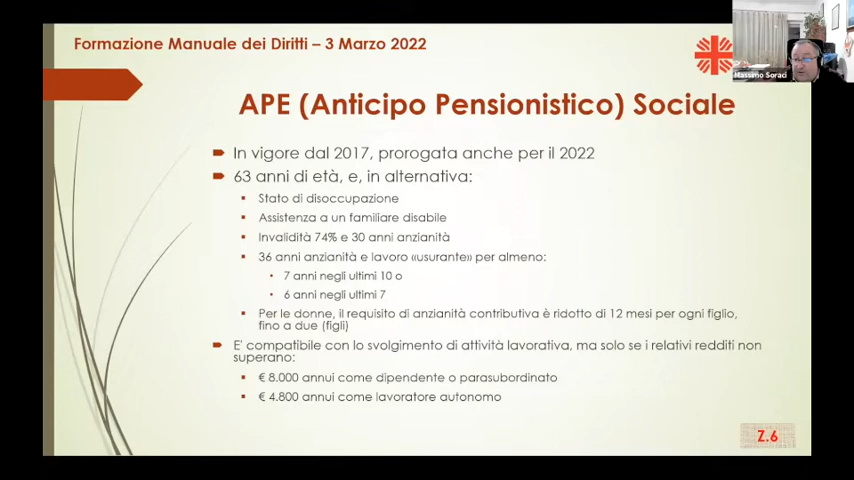 Formazione Manuale dei Diritti – 3 Marzo 2022
Massimo Soraci
APE (Anticipo Pensionistico) Sociale
In vigore dal 2017, prorogata anche per il 2022
63 anni di età, e, in alternativa:
Stato di disoccupazione
Assistenza a un familiare disabile
Invalidità 74% e 30 anni anzianità
36 anni anzianità e lavoro «usurante» per almeno:
7 anni negli ultimi 10 o
6 anni negli ultimi 7
Per le donne, il requisito di anzianità contributiva è ridotto di 12 mesi per ogni figlio,
fino a due (figli)
E' compatibile con lo svolgimento di attività lavorativa, ma solo se i relativi redditi non
superano:
€ 8.000 annui come dipendente o parasubordinato
€ 4.800 annui come lavoratore autonomo
Z.6